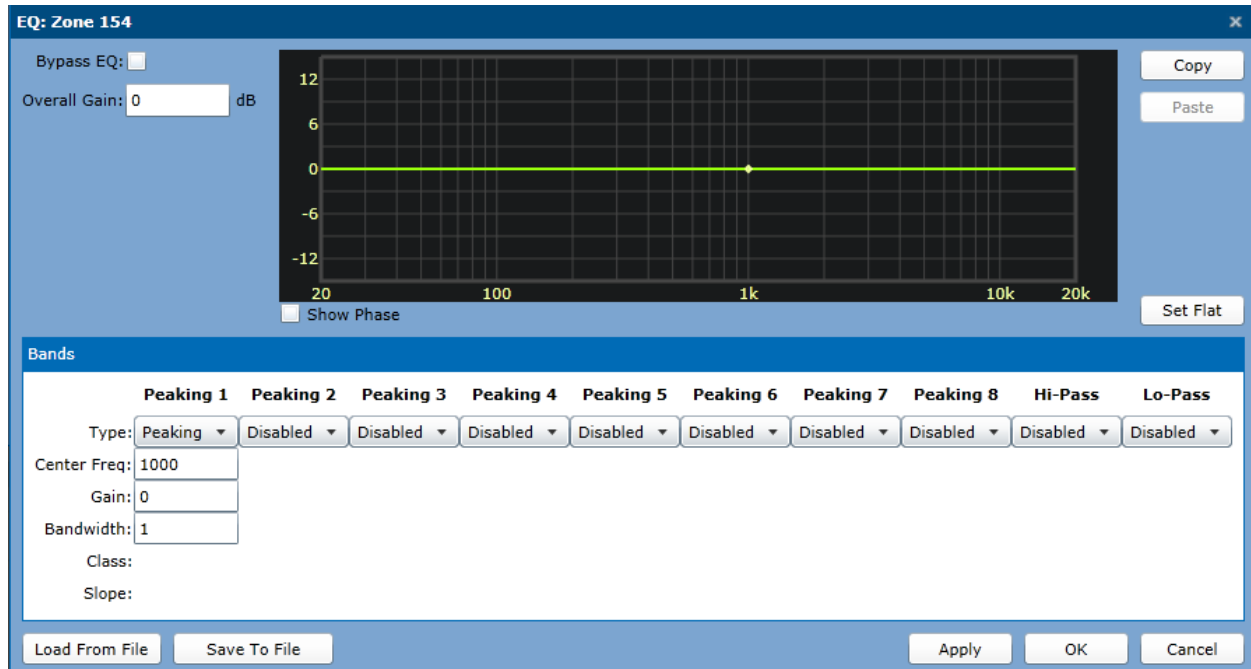 EQ: Zone 154 ×
Bypass EQ:
Overall Gain: 0 dB
12
6
0
-6
-12
20 100 1k 10k 20k
Show Phase
Copy
Paste
Set Flat
Bands
Peaking 1 Peaking 2 Peaking 3 Peaking 4 Peaking 5 Peaking 6 Peaking 7 Peaking 8 Hi-Pass Lo-Pass
Type: Peaking Disabled Disabled Disabled Disabled Disabled Disabled Disabled Disabled Disabled
Center Freq: 1000
Gain: 0
Bandwidth: 1
Class:
Slope:
Load From File Save To File Apply OK Cancel